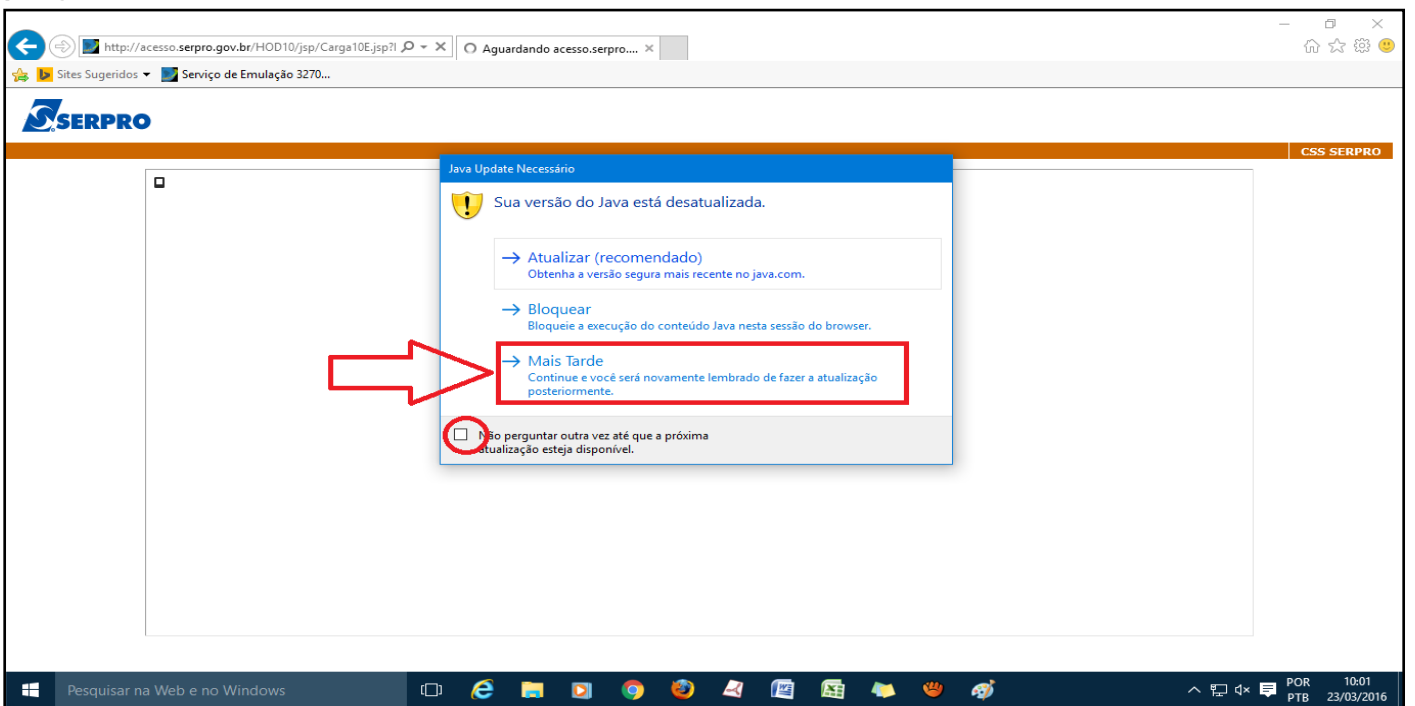 http://acesso.serpro.gov.br/HOD10/jsp/Carga10E.jsp?l
Aguardando acesso.serpro....
Sites Sugeridos
Serviço de Emulação 3270...
SERPRO
CSS SERPRO
Java Update Necessário
Sua versão do Java está desatualizada.
Atualizar (recomendado)
Obtenha a versão segura mais recente no java.com.
Bloquear
Bloqueie a execução do conteúdo Java nesta sessão do browser.
Mais Tarde
Continue e você será novamente lembrado de fazer a atualização
posteriormente.
Não perguntar outra vez até que a próxima
atualização esteja disponível.
Pesquisar na Web e no Windows
POR 10:01
PTB 23/03/2016